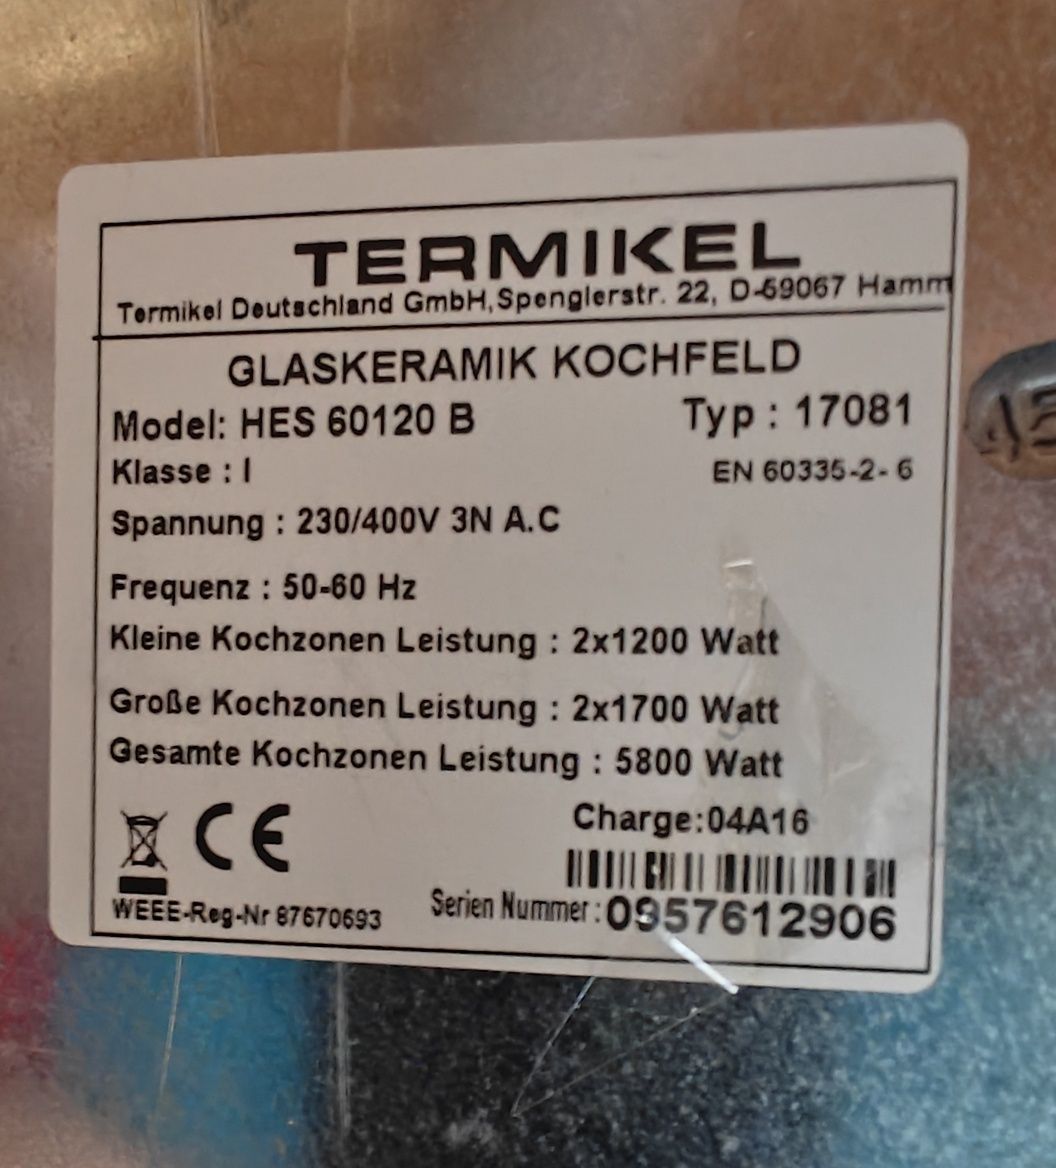 TERMIKEL
Termikel Deutschland GmbH, Spenglerstr. 22, D-59067 Hamm
GLASKERAMIK KOCHFELD
Model: HES 60120 B Typ : 17081
Klasse : I EN 60335-2- 6
Spannung : 230/400V 3N A.C
Frequenz : 50-60 Hz
Kleine Kochzonen Leistung : 2x1200 Watt
Große Kochzonen Leistung : 2x1700 Watt
Gesamte Kochzonen Leistung : 5800 Watt
CE Charge:04A16
WEEE-Reg-Nr 87670693 Serien Nummer : 0957612906